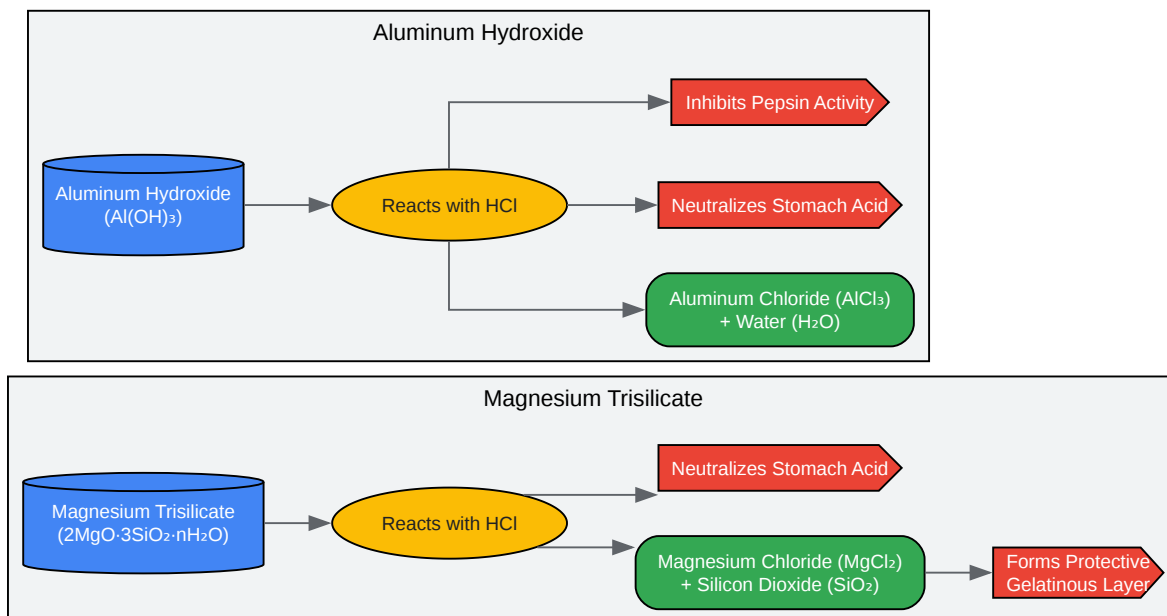 Aluminum Hydroxide
Inhibits Pepsin Activity
Aluminum Hydroxide
(Al(OH)₃)
Reacts with HCl
Neutralizes Stomach Acid
Aluminum Chloride (AlCl₃)
+ Water (H₂O)
Magnesium Trisilicate
Neutralizes Stomach Acid
Magnesium Trisilicate
(2MgO·3SiO₂·nH₂O)
Reacts with HCl
Magnesium Chloride (MgCl₂)
+ Silicon Dioxide (SiO₂)
Forms Protective
Gelatinous Layer